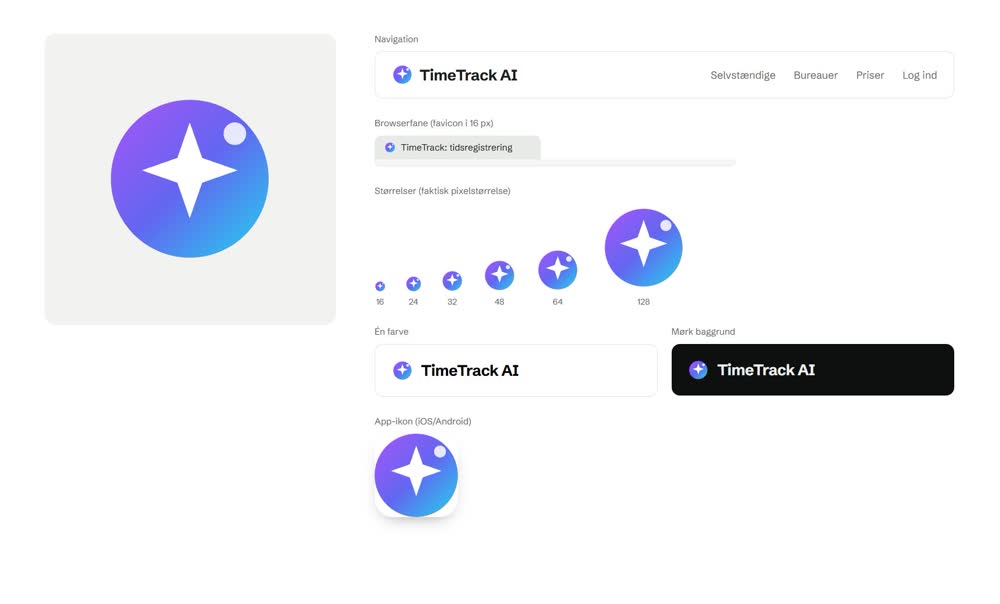 Navigation
TimeTrack AI
Selvstændige Bureauer Priser Log ind
Browserfane (favicon i 16 px)
TimeTrack: tidsregistrering
Størrelser (faktisk pixelstørrelse)
16 24 32 48 64 128
Én farve
TimeTrack AI
Mørk baggrund
TimeTrack AI
App-ikon (iOS/Android)